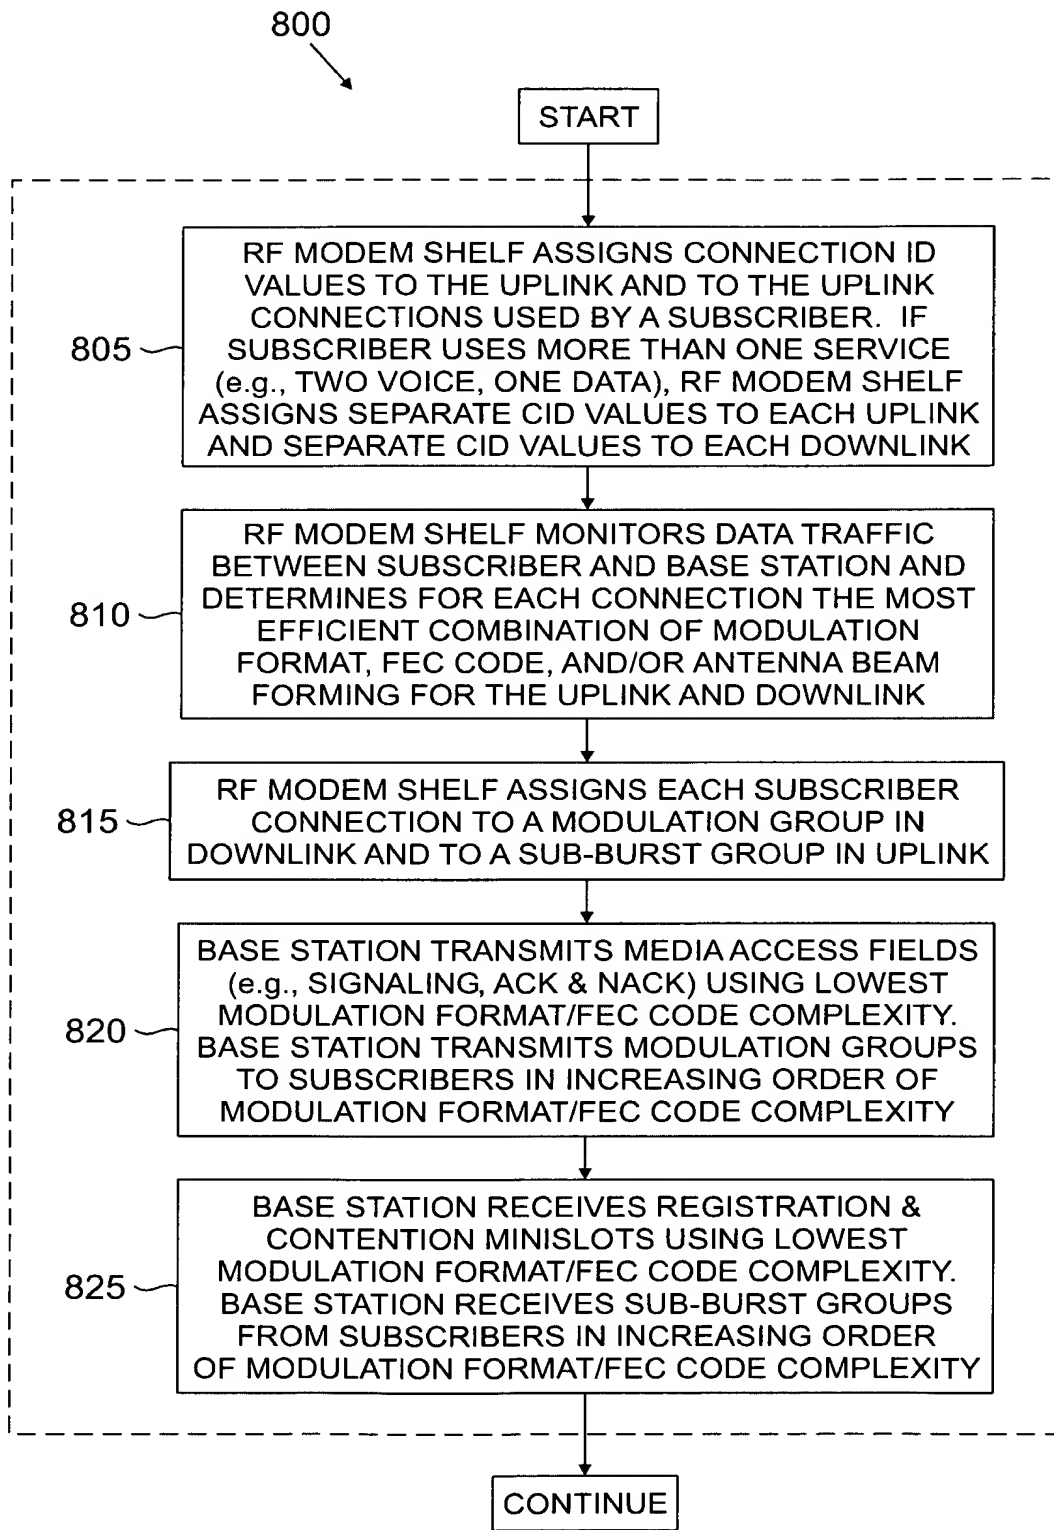 800
START
805
RF MODEM SHELF ASSIGNS CONNECTION ID
VALUES TO THE UPLINK AND TO THE UPLINK
CONNECTIONS USED BY A SUBSCRIBER. IF
SUBSCRIBER USES MORE THAN ONE SERVICE
(e.g., TWO VOICE, ONE DATA), RF MODEM SHELF
ASSIGNS SEPARATE CID VALUES TO EACH UPLINK
AND SEPARATE CID VALUES TO EACH DOWNLINK
810
RF MODEM SHELF MONITORS DATA TRAFFIC
BETWEEN SUBSCRIBER AND BASE STATION AND
DETERMINES FOR EACH CONNECTION THE MOST
EFFICIENT COMBINATION OF MODULATION
FORMAT, FEC CODE, AND/OR ANTENNA BEAM
FORMING FOR THE UPLINK AND DOWNLINK
815
RF MODEM SHELF ASSIGNS EACH SUBSCRIBER
CONNECTION TO A MODULATION GROUP IN
DOWNLINK AND TO A SUB-BURST GROUP IN UPLINK
820
BASE STATION TRANSMITS MEDIA ACCESS FIELDS
(e.g., SIGNALING, ACK & NACK) USING LOWEST
MODULATION FORMAT/FEC CODE COMPLEXITY.
BASE STATION TRANSMITS MODULATION GROUPS
TO SUBSCRIBERS IN INCREASING ORDER OF
MODULATION FORMAT/FEC CODE COMPLEXITY
825
BASE STATION RECEIVES REGISTRATION &
CONTENTION MINISLOTS USING LOWEST
MODULATION FORMAT/FEC CODE COMPLEXITY.
BASE STATION RECEIVES SUB-BURST GROUPS
FROM SUBSCRIBERS IN INCREASING ORDER
OF MODULATION FORMAT/FEC CODE COMPLEXITY
CONTINUE